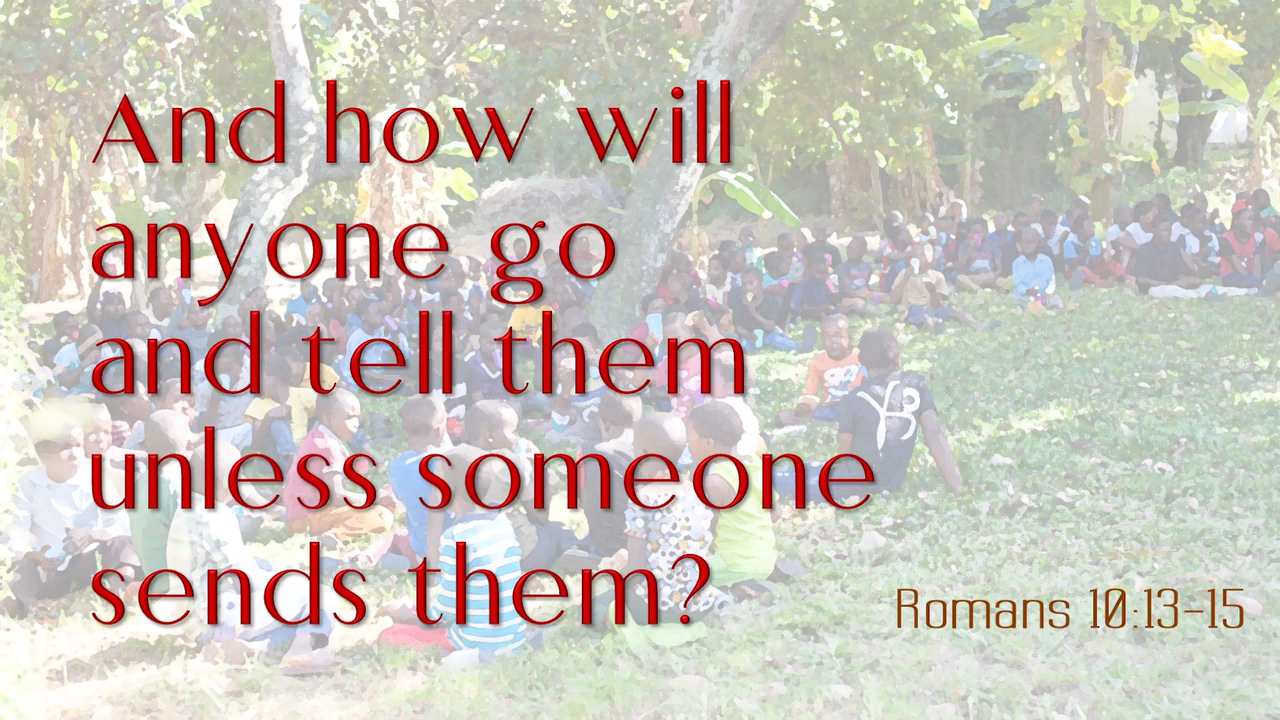 And how will
anyone go
and tell them
unless someone
sends them?
Romans 10:13-15